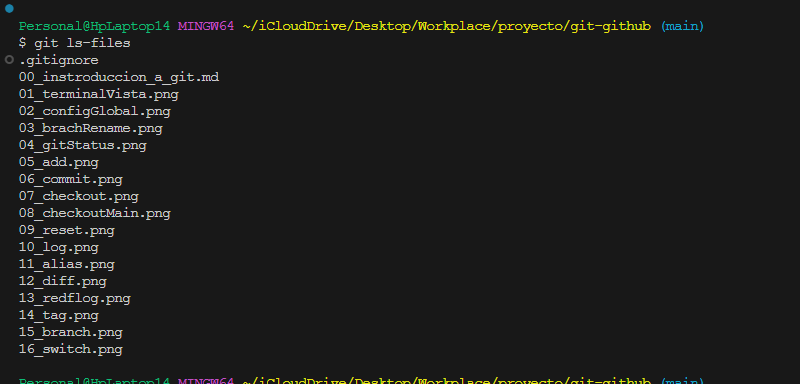 Personal@HpLaptop14 MINGW64 ~/iCloudDrive/Desktop/Workplace/proyecto/git-github (main)
$ git ls-files
.gitignore
00_instroduccion_a_git.md
01_terminalVista.png
02_configGlobal.png
03_brachRename.png
04_gitStatus.png
05_add.png
06_commit.png
07_checkout.png
08_checkoutMain.png
09_reset.png
10_log.png
11_alias.png
12_diff.png
13_redflog.png
14_tag.png
15_branch.png
16_switch.png
Personal@HpLaptop14 MINGW64 ~/iCloudDrive/Desktop/Workplace/proyecto/git-github (main)